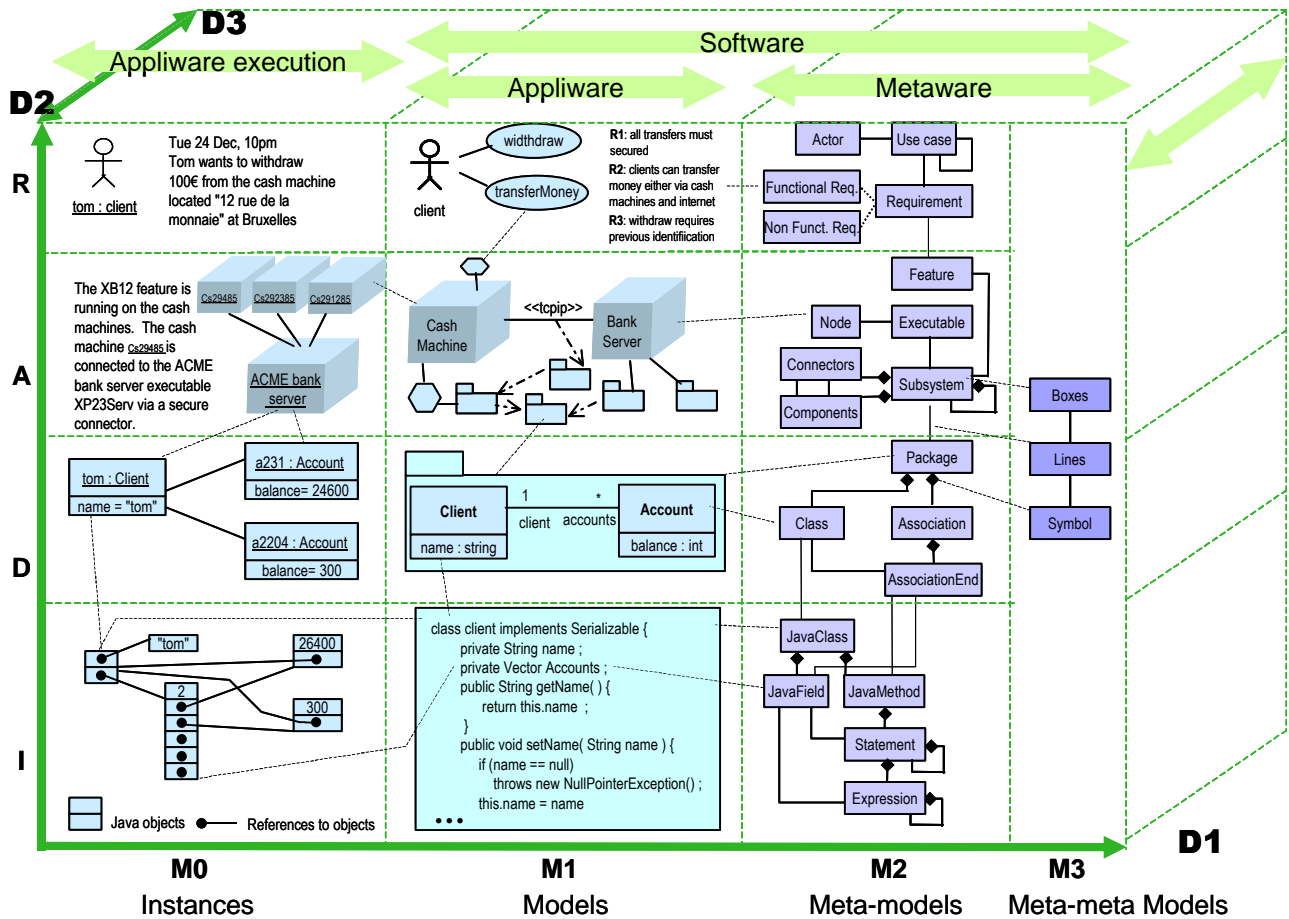 D3
Software
Appliware execution
Appliware
Metaware
D2
R
tom : client
Tue 24 Dec, 10pm
Tom wants to withdraw
100€ from the cash machine
located "12 rue de la
monnaie" at Bruxelles
client
widthdraw
transferMoney
R1: all transfers must
secured
R2: clients can transfer
money either via cash
machines and internet
R3: withdraw requires
previous identifiication
Actor
Use case
Functional Req.
Non Funct. Req.
Requirement
A
The XB12 feature is
running on the cash
machines. The cash
machine Cs29485 is
connected to the ACME
bank server executable
XP23Serv via a secure
connector.
Cs29485
Cs292385
Cs291285
ACME bank
server
Cash
Machine
<<tcpip>>
Bank
Server
Feature
Node
Executable
Connectors
Components
Subsystem
Boxes
Lines
Symbol
D
tom : Client
name = "tom"
a231 : Account
balance= 24600
a2204 : Account
balance= 300
Client
name : string
1
client
*
accounts
Account
balance : int
Package
Class
Association
AssociationEnd
I
"tom"
26400
2
300
Java objects
References to objects
class client implements Serializable {
private String name ;
private Vector Accounts ;
public String getName( ) {
return this.name ;
}
public void setName( String name ) {
if (name == null)
throws new NullPointerException() ;
this.name = name
• • •
JavaClass
JavaField
JavaMethod
Statement
Expression
D1
M0
M1
M2
M3
Instances
Models
Meta-models
Meta-meta Models